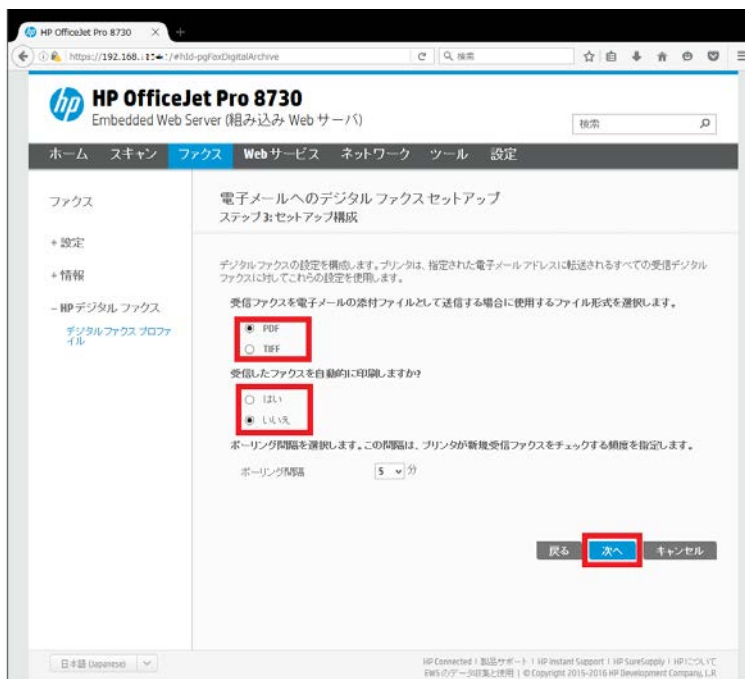 HP OfficeJet Pro 8730
https://192.168.
/#hId-pgFaxDigitalArchive
検索
hp
HP OfficeJet Pro 8730
Embedded Web Server (組み込み Web サーバ)
検索
ホーム スキャン ファクス Web サービス ネットワーク ツール 設定
ファクス
+ 設定
+ 情報
– HP デジタル ファクス
デジタル ファクス プロファ
イル
電子メールへのデジタル ファクス セットアップ
ステップ 3: セットアップ構成
デジタル ファクスの設定を構成します。プリンタは、指定された電子メール アドレスに転送されるすべての受信デジタル
ファクスに対してこれらの設定を使用します。
受信ファクスを電子メールの添付ファイルとして送信する場合に使用するファイル形式を選択します。
PDF
TIFF
受信したファクスを自動的に印刷しますか?
はい
いいえ
ポーリング間隔を選択します。この間隔は、プリンタが新規受信ファクスをチェックする頻度を指定します。
ポーリング間隔 5 分
戻る 次へ キャンセル
日本語 (Japanese)
HP Connected | 製品サポート | HP Instant Support | HP SureSupply | HP について
EWS のデータ収集と使用 | © Copyright 2015-2016 HP Development Company, L.P.